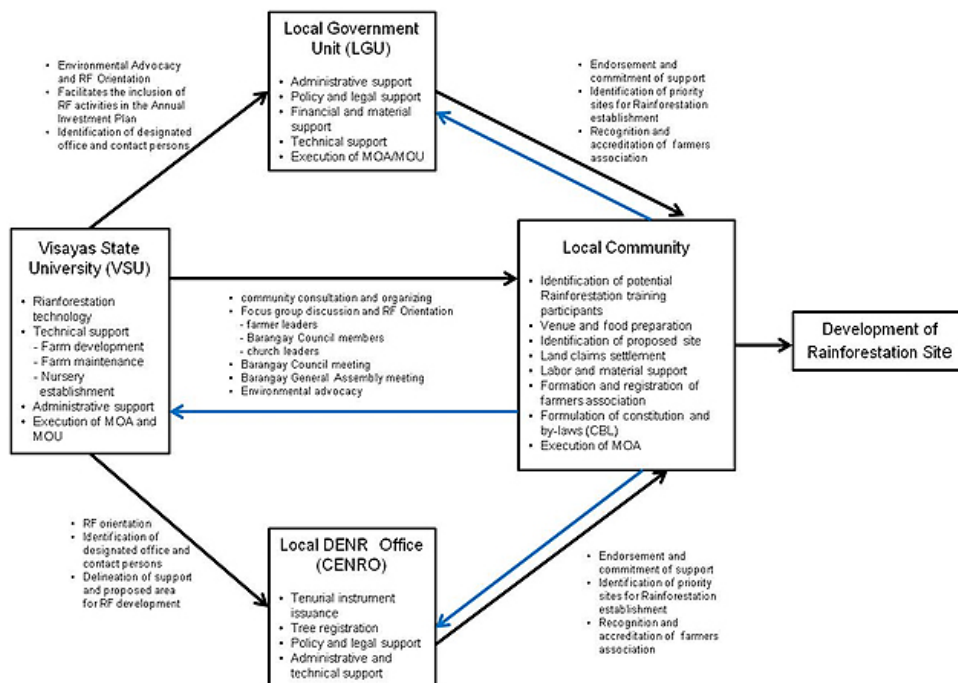 Local Government
Unit (LGU)
• Administrative support
• Policy and legal support
• Financial and material
support
• Technical support
• Execution of MOA/MOU
• Environmental Advocacy
and RF Orientation
• Facilitates the inclusion of
RF activities in the Annual
Investment Plan
• Identification of designated
office and contact persons
• Endorsement and
commitment of support
• Identification of priority
sites for Rainforestation
establishment
• Recognition and
accreditation of farmers
association
Visayas State
University (VSU)
• Rianforestation
technology
• Technical support
- Farm development
- Farm maintenance
- Nursery
establishment
• Administrative support
• Execution of MOA and
MOU
• community consultation and organizing
• Focus group discussion and RF Orientation
- farmer leaders
- Barangay Council members
- church leaders
• Barangay Council meeting
• Barangay General Assembly meeting
• Environmental advocacy
Local Community
• Identification of potential
Rainforestation training
participants
• Venue and food preparation
• Identification of proposed site
• Land claims settlement
• Labor and material support
• Formation and registration of
farmers association
• Formulation of constitution and
by-laws (CBL)
• Execution of MOA
Development of
Rainforestation Site
• RF orientation
• Identification of
designated office and
contact persons
• Delineation of support
and proposed area
for RF development
Local DENR Office
(CENRO)
• Tenurial instrument
issuance
• Tree registration
• Policy and legal support
• Administrative and
technical support
• Endorsement and
commitment of support
• Identification of priority
sites for Rainforestation
establishment
• Recognition and
accreditation of farmers
association